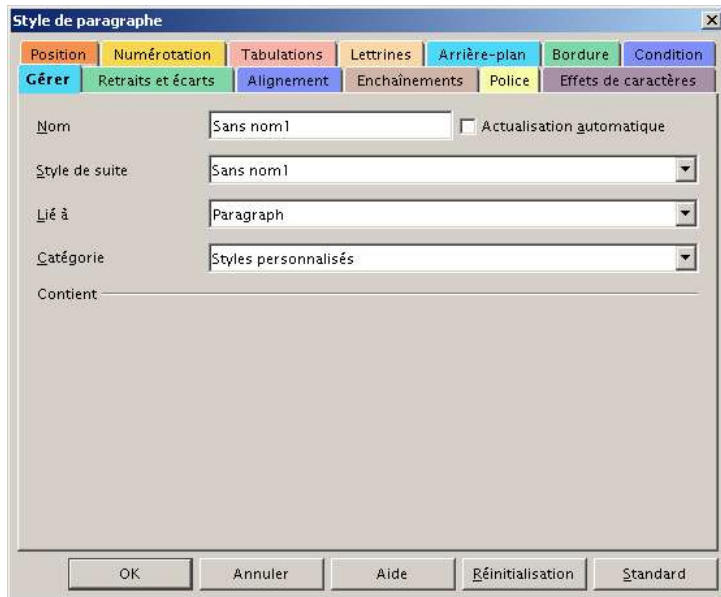 Style de paragraphe
Position Numérotation Tabulations Lettrines Arrière-plan Bordure Condition
Gérer Retraits et écarts Alignement Enchaînements Police Effets de caractères
Nom Sans nom1 Actualisation automatique
Style de suite Sans nom1
Lié à Paragraph
Catégorie Styles personnalisés
Contient
OK Annuler Aide Réinitialisation Standard